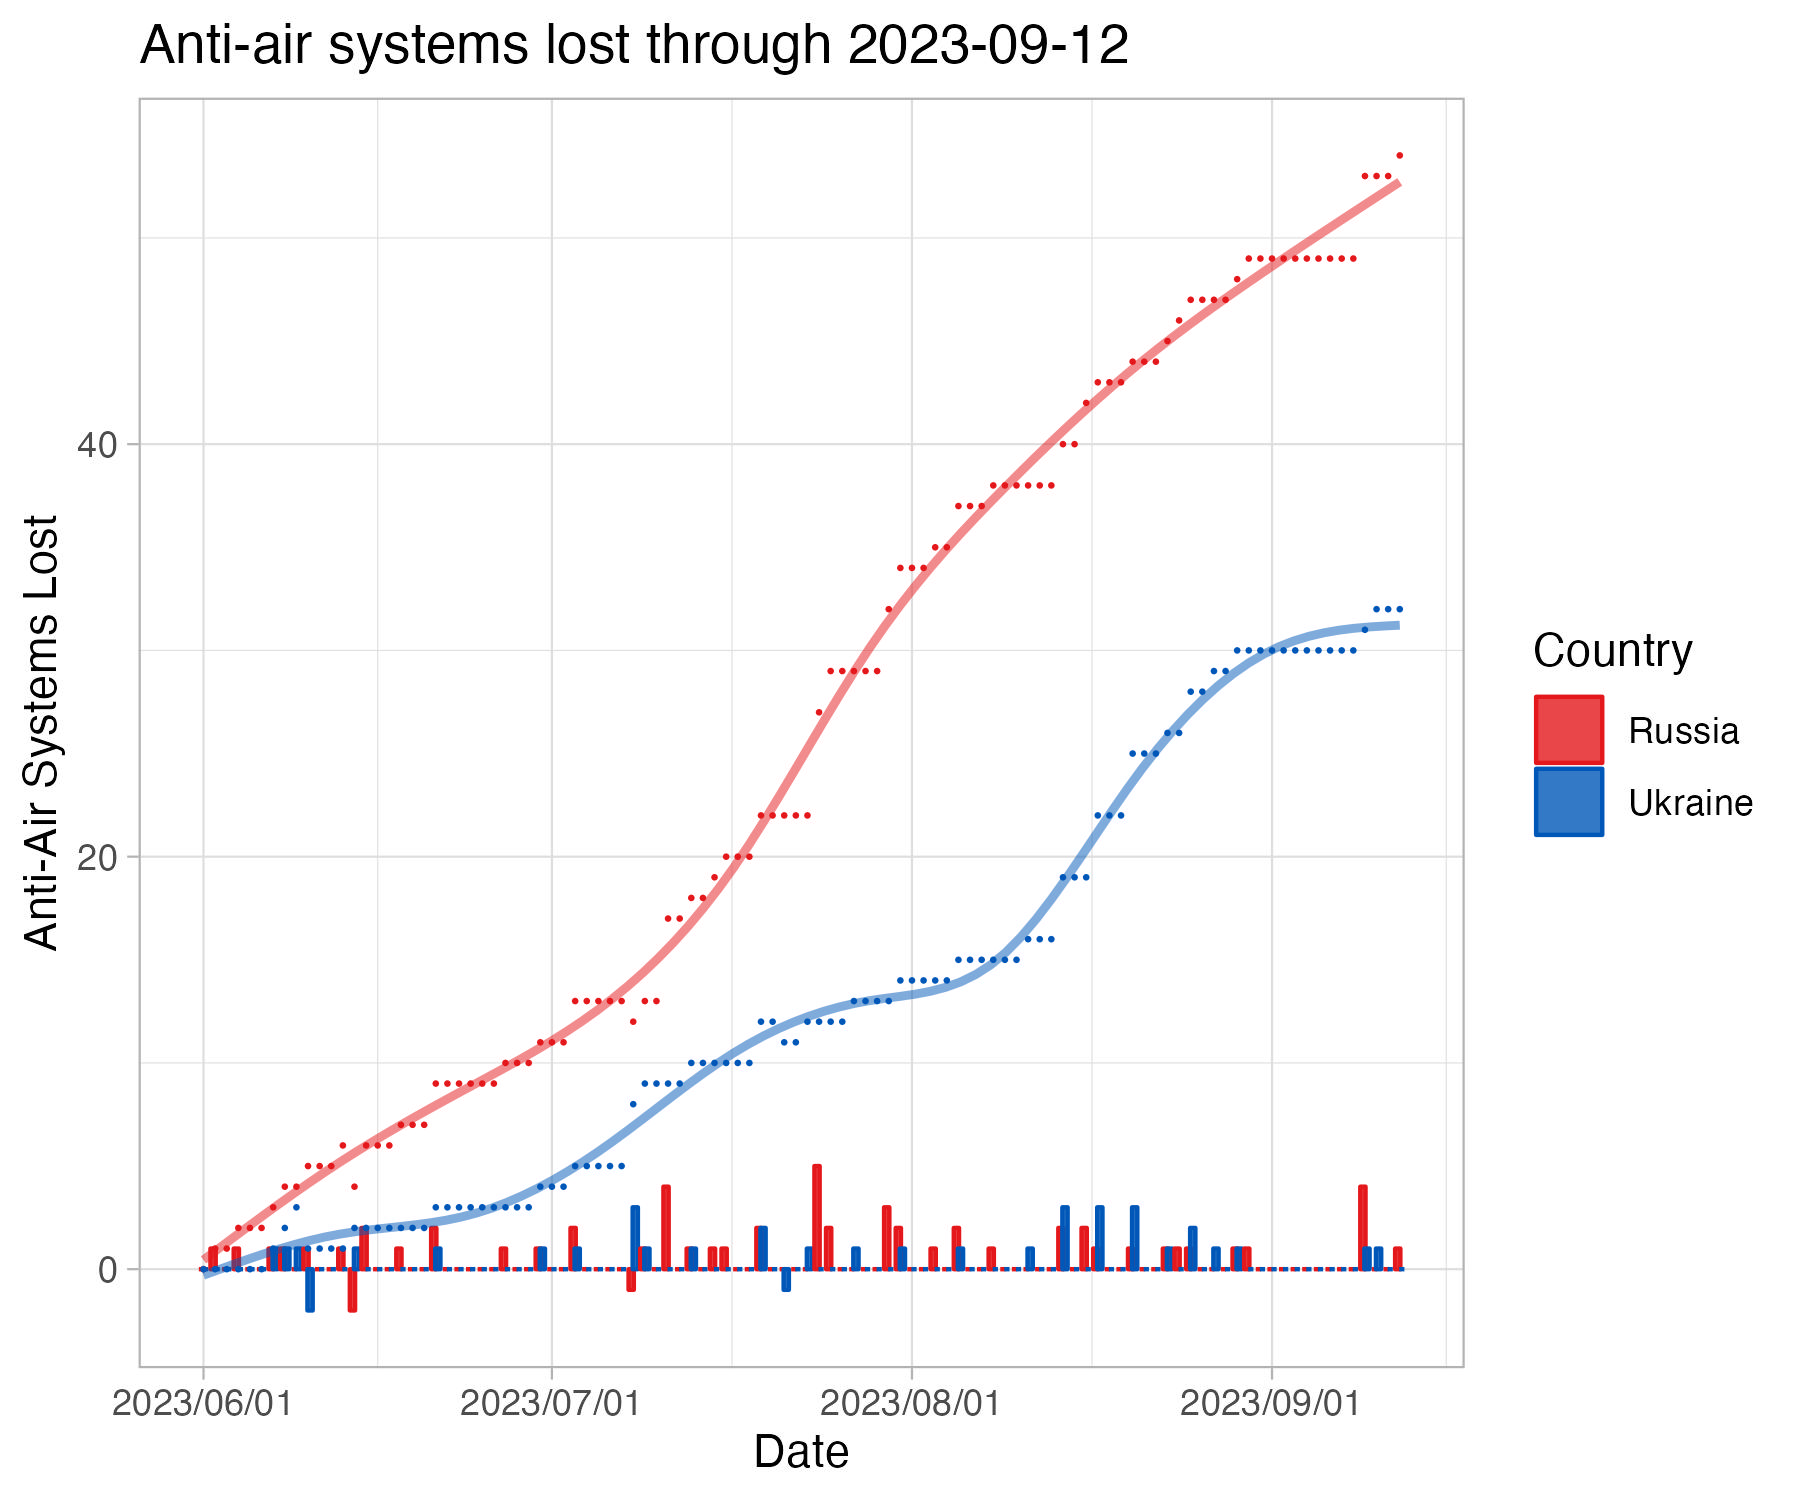 Anti-air systems lost through 2023-09-12
Anti-Air Systems Lost
40
20
0
2023/06/01
2023/07/01
2023/08/01
2023/09/01
Date
Country
Russia
Ukraine